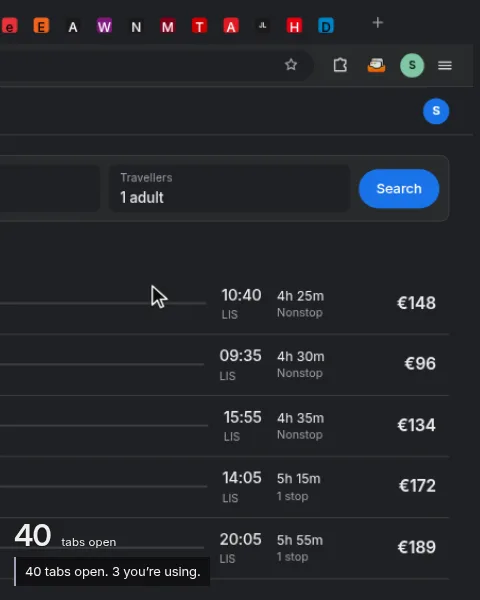 e E A W N M T A JL H D +
S
S
Travellers
1 adult
Search
10:40 4h 25m €148
LIS Nonstop
09:35 4h 30m €96
LIS Nonstop
15:55 4h 35m €134
LIS Nonstop
14:05 5h 15m €172
LIS 1 stop
20:05 5h 55m €189
LIS 1 stop
40 tabs open
40 tabs open. 3 you're using.